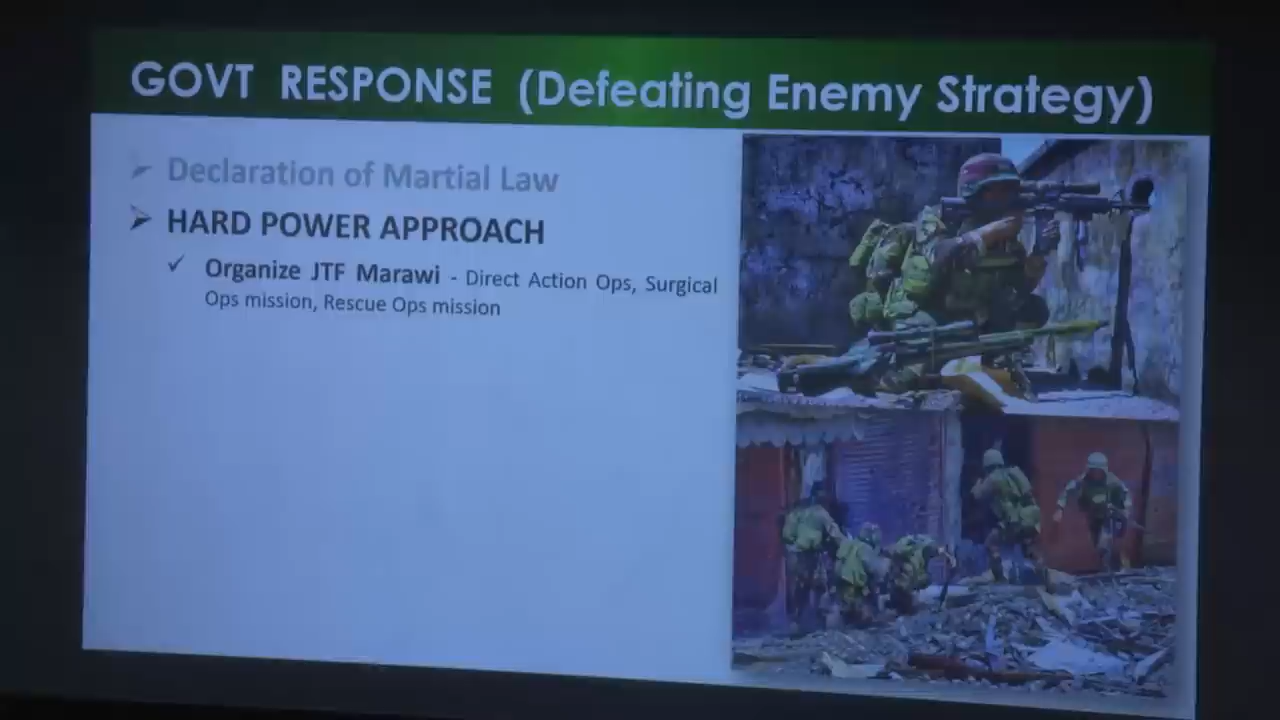 GOVT RESPONSE (Defeating Enemy Strategy)
Declaration of Martial Law
HARD POWER APPROACH
Organize JTF Marawi - Direct Action Ops, Surgical
Ops mission, Rescue Ops mission